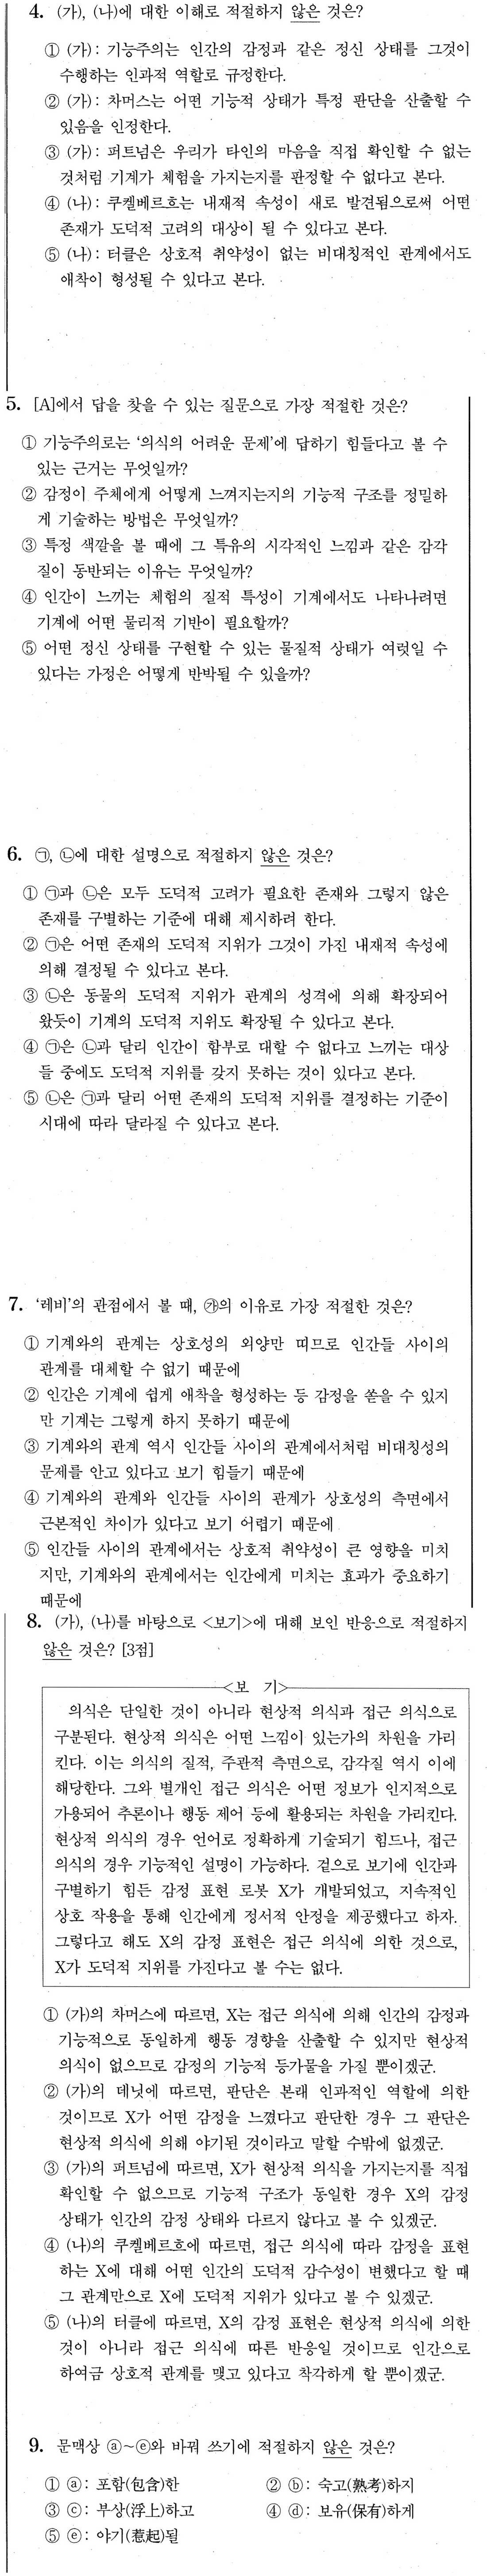 4. (가), (나)에 대한 이해로 적절하지 않은 것은?
① (가): 기능주의는 인간의 감정과 같은 정신 상태를 그것이
수행하는 인과적 역할로 규정한다.
② (가): 차머스는 어떤 기능적 상태가 특정 판단을 산출할 수
있음을 인정한다.
③ (가): 퍼트넘은 우리가 타인의 마음을 직접 확인할 수 없는
것처럼 기계가 체험을 가지는지를 판정할 수 없다고 본다.
④ (나): 쿠켈베르흐는 내재적 속성이 새로 발견됨으로써 어떤
존재가 도덕적 고려의 대상이 될 수 있다고 본다.
⑤ (나): 터클은 상호적 취약성이 없는 비대칭적인 관계에서도
애착이 형성될 수 있다고 본다.
5. [A]에서 답을 찾을 수 있는 질문으로 가장 적절한 것은?
① 기능주의로는 ‘의식의 어려운 문제’에 답하기 힘들다고 볼 수
있는 근거는 무엇일까?
② 감정이 주체에게 어떻게 느껴지는지의 기능적 구조를 정밀하
게 기술하는 방법은 무엇일까?
③ 특정 색깔을 볼 때에 그 특유의 시각적인 느낌과 같은 감각
질이 동반되는 이유는 무엇일까?
④ 인간이 느끼는 체험의 질적 특성이 기계에서도 나타나려면
기계에 어떤 물리적 기반이 필요할까?
⑤ 어떤 정신 상태를 구현할 수 있는 물질적 상태가 여럿일 수
있다는 가정은 어떻게 반박될 수 있을까?
6. ㉠, ㉡에 대한 설명으로 적절하지 않은 것은?
① ㉠과 ㉡은 모두 도덕적 고려가 필요한 존재와 그렇지 않은
존재를 구별하는 기준에 대해 제시하려 한다.
② ㉠은 어떤 존재의 도덕적 지위가 그것이 가진 내재적 속성에
의해 결정될 수 있다고 본다.
③ ㉡은 동물의 도덕적 지위가 관계의 성격에 의해 확장되어
왔듯이 기계의 도덕적 지위도 확장될 수 있다고 본다.
④ ㉠은 ㉡과 달리 인간이 함부로 대할 수 없다고 느끼는 대상
들 중에도 도덕적 지위를 갖지 못하는 것이 있다고 본다.
⑤ ㉡은 ㉠과 달리 어떤 존재의 도덕적 지위를 결정하는 기준이
시대에 따라 달라질 수 있다고 본다.
7. ‘레비’의 관점에서 볼 때, ㉮의 이유로 가장 적절한 것은?
① 기계와의 관계는 상호성의 외양만 띠므로 인간들 사이의
관계를 대체할 수 없기 때문에
② 인간은 기계에 쉽게 애착을 형성하는 등 감정을 쏟을 수 있지
만 기계는 그렇게 하지 못하기 때문에
③ 기계와의 관계 역시 인간들 사이의 관계에서처럼 비대칭성의
문제를 안고 있다고 보기 힘들기 때문에
④ 기계와의 관계와 인간들 사이의 관계가 상호성의 측면에서
근본적인 차이가 있다고 보기 어렵기 때문에
⑤ 인간들 사이의 관계에서는 상호적 취약성이 큰 영향을 미치
지만, 기계와의 관계에서는 인간에게 미치는 효과가 중요하기
때문에
8. (가), (나)를 바탕으로 <보기>에 대해 보인 반응으로 적절하지
않은 것은? [3점]
<보 기>
의식은 단일한 것이 아니라 현상적 의식과 접근 의식으로
구분된다. 현상적 의식은 어떤 느낌이 있는가의 차원을 가리
킨다. 이는 의식의 질적, 주관적 측면으로, 감각질 역시 이에
해당한다. 그와 별개인 접근 의식은 어떤 정보가 인지적으로
가용되어 추론이나 행동 제어 등에 활용되는 차원을 가리킨다.
현상적 의식의 경우 언어로 정확하게 기술되기 힘드나, 접근
의식의 경우 기능적인 설명이 가능하다. 겉으로 보기에 인간과
구별하기 힘든 감정 표현 로봇 X가 개발되었고, 지속적인
상호 작용을 통해 인간에게 정서적 안정을 제공했다고 하자.
그렇다고 해도 X의 감정 표현은 접근 의식에 의한 것으로,
X가 도덕적 지위를 가진다고 볼 수는 없다.
① (가)의 차머스에 따르면, X는 접근 의식에 의해 인간의 감정과
기능적으로 동일하게 행동 경향을 산출할 수 있지만 현상적
의식이 없으므로 감정의 기능적 등가물을 가질 뿐이겠군.
② (가)의 데닛에 따르면, 판단은 본래 인과적인 역할에 의한
것이므로 X가 어떤 감정을 느꼈다고 판단한 경우 그 판단은
현상적 의식에 의해 야기된 것이라고 말할 수밖에 없겠군.
③ (가)의 퍼트넘에 따르면, X가 현상적 의식을 가지는지를 직접
확인할 수 없으므로 기능적 구조가 동일한 경우 X의 감정
상태가 인간의 감정 상태와 다르지 않다고 볼 수 있겠군.
④ (나)의 쿠켈베르흐에 따르면, 접근 의식에 따라 감정을 표현
하는 X에 대해 어떤 인간의 도덕적 감수성이 변했다고 할 때
그 관계만으로 X에 도덕적 지위가 있다고 볼 수 있겠군.
⑤ (나)의 터클에 따르면, X의 감정 표현은 현상적 의식에 의한
것이 아니라 접근 의식에 따른 반응일 것이므로 인간으로
하여금 상호적 관계를 맺고 있다고 착각하게 할 뿐이겠군.
9. 문맥상 ⓐ~ⓔ와 바꿔 쓰기에 적절하지 않은 것은?
① ⓐ: 포함(包含)한 ② ⓑ: 숙고(熟考)하지
③ ⓒ: 부상(浮上)하고 ④ ⓓ: 보유(保有)하게
⑤ ⓔ: 야기(惹起)될